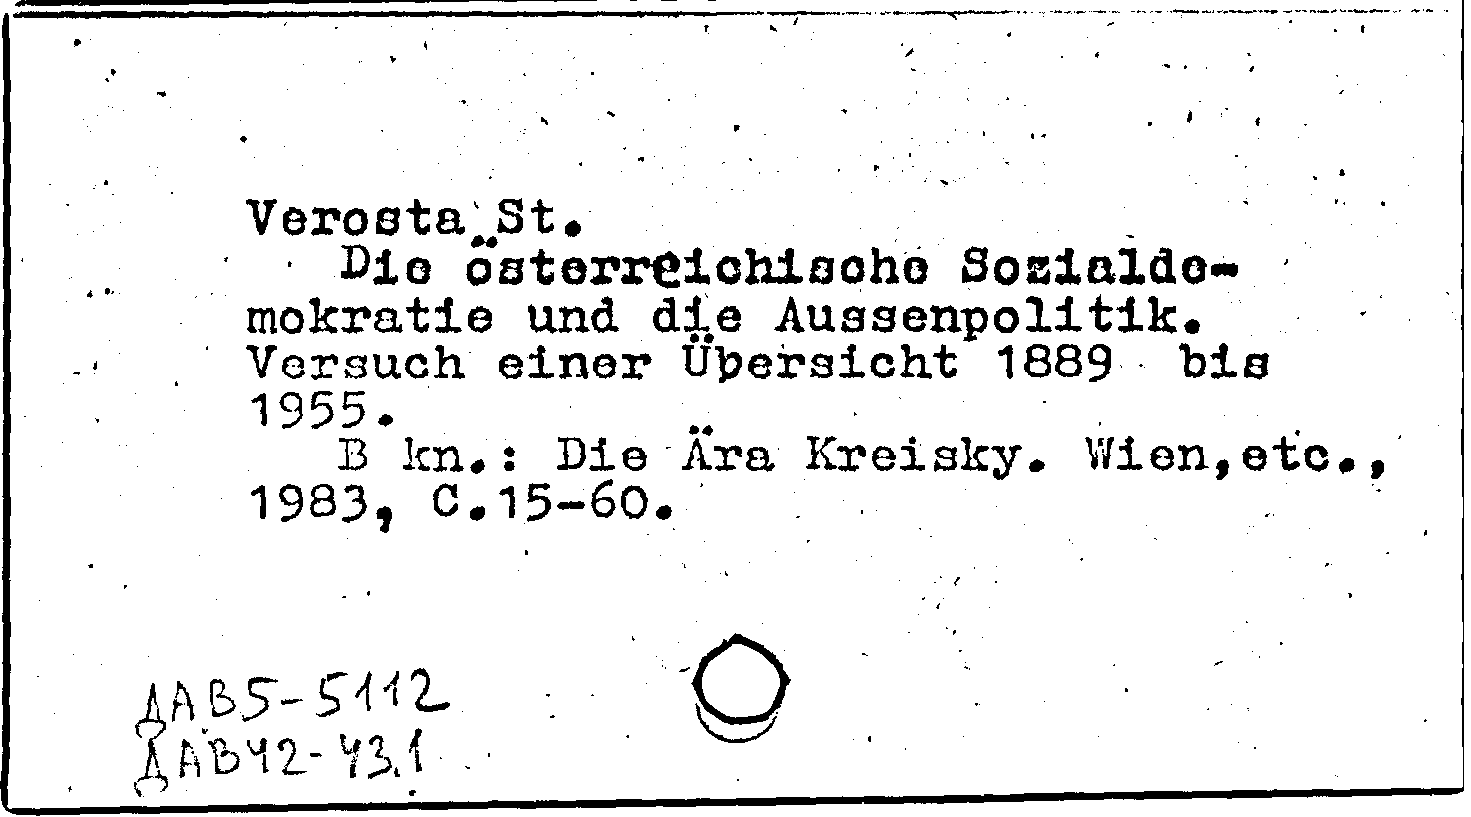 Verosta St.
Die österreichische Sozialde-
mokratie und die Aussenpolitik.
Versuch einer Übersicht 1889 bis
1955.
B kn.: Die Ära Kreisky. Wien,etc.,
1983, C.15-60.
ДАВ5-5112
ДАВ42-43.1